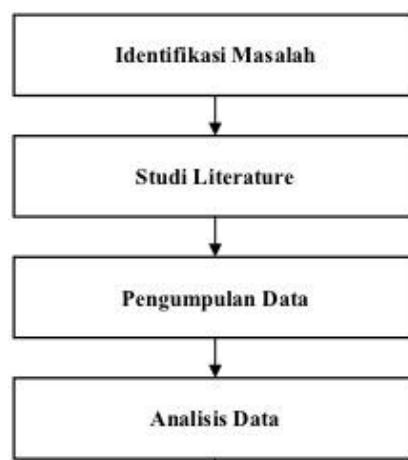 Identifikasi Masalah
Studi Literature
Pengumpulan Data
Analisis Data